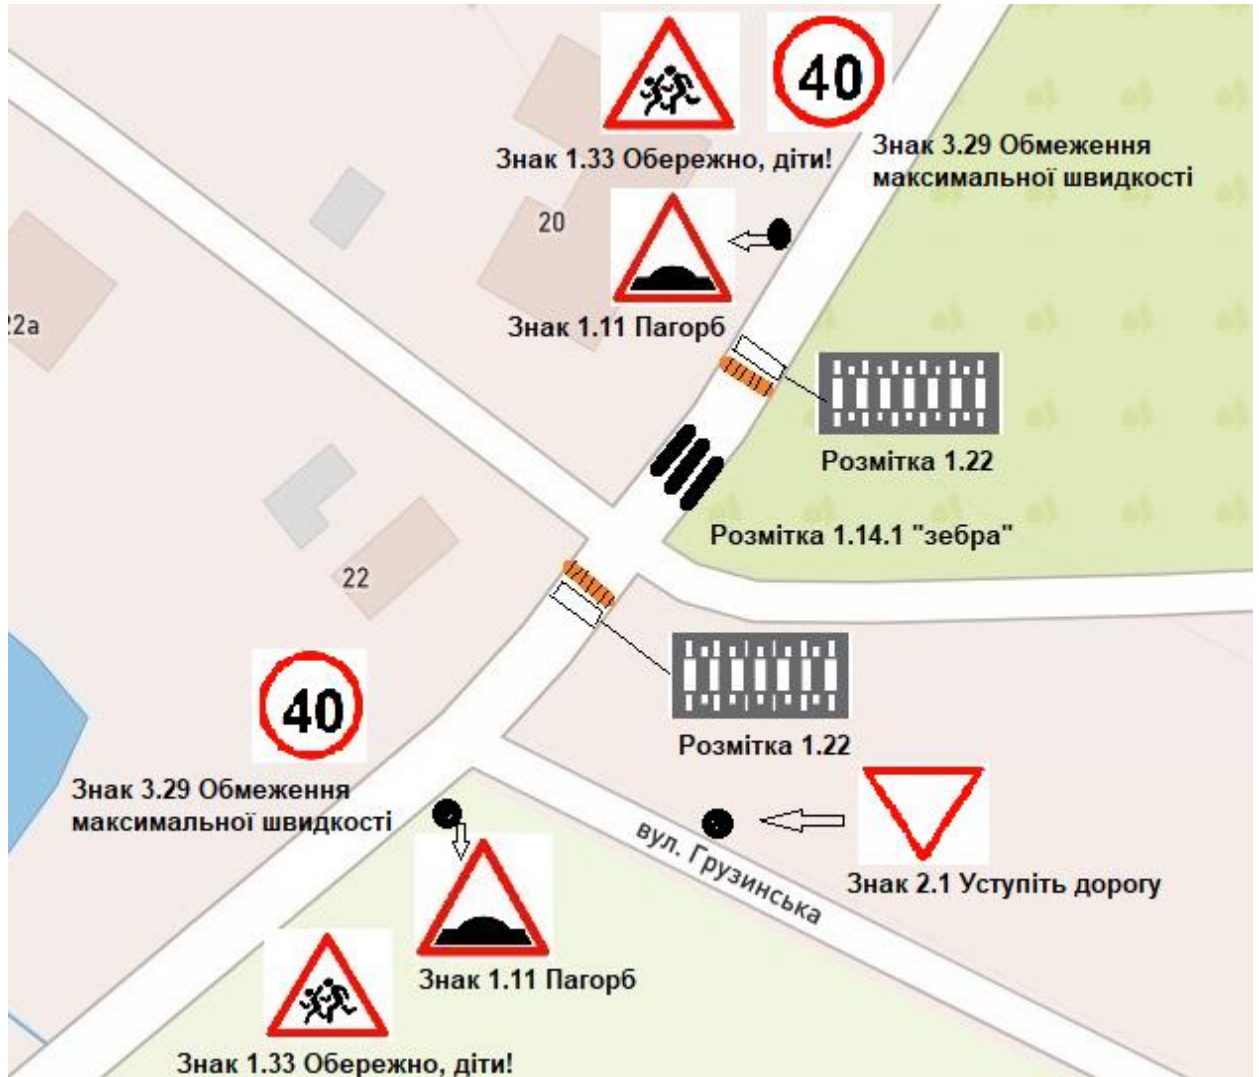 40
Знак 1.33 Обережно, діти!
Знак 3.29 Обмеження
максимальної швидкості
20
22а
Знак 1.11 Пагорб
Розмітка 1.22
Розмітка 1.14.1 "зебра"
22
40
Розмітка 1.22
Знак 3.29 Обмеження
максимальної швидкості
вул. Грузинська
Знак 2.1 Уступіть дорогу
Знак 1.11 Пагорб
Знак 1.33 Обережно, діти!